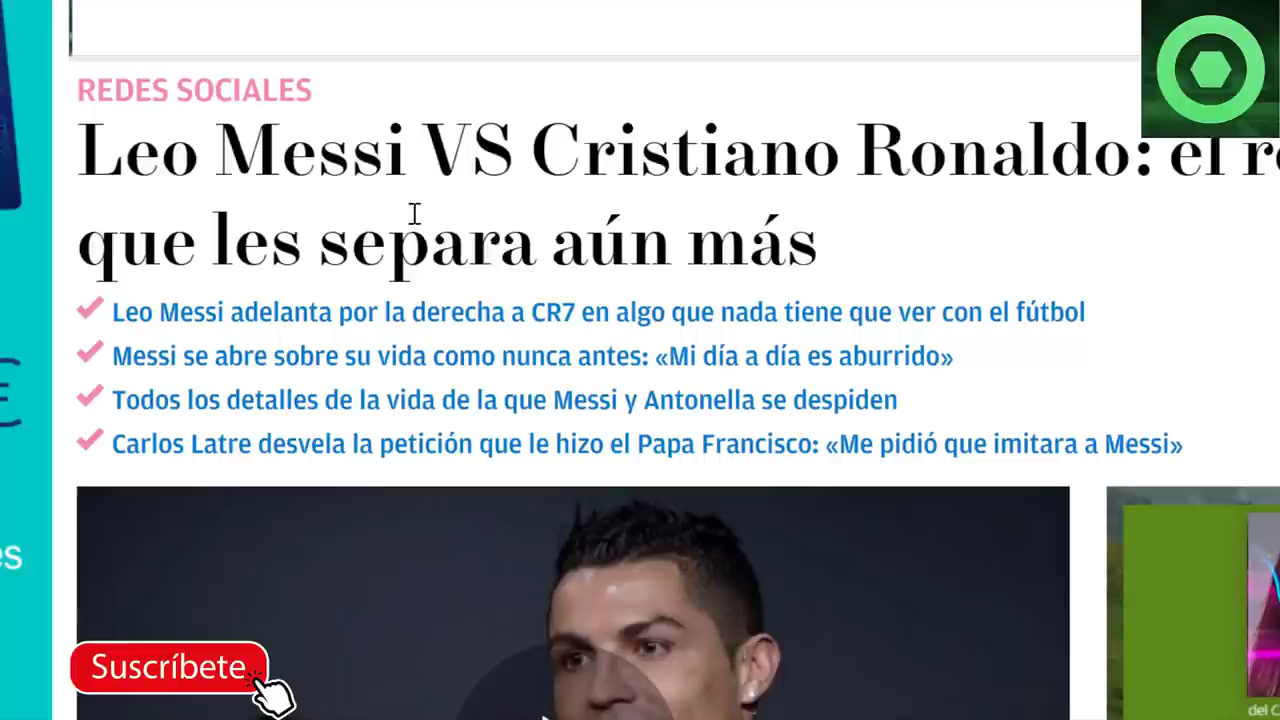 REDES SOCIALES
Leo Messi VS Cristiano Ronaldo: el
que les separa aún más
Leo Messi adelanta por la derecha a CR7 en algo que nada tiene que ver con el fútbol
Messi se abre sobre su vida como nunca antes: «Mi día a día es aburrido»
Todos los detalles de la vida de la que Messi y Antonella se despiden
Carlos Latre desvela la petición que le hizo el Papa Francisco: «Me pidió que imitara a Messi»
es
Suscríbete
del C